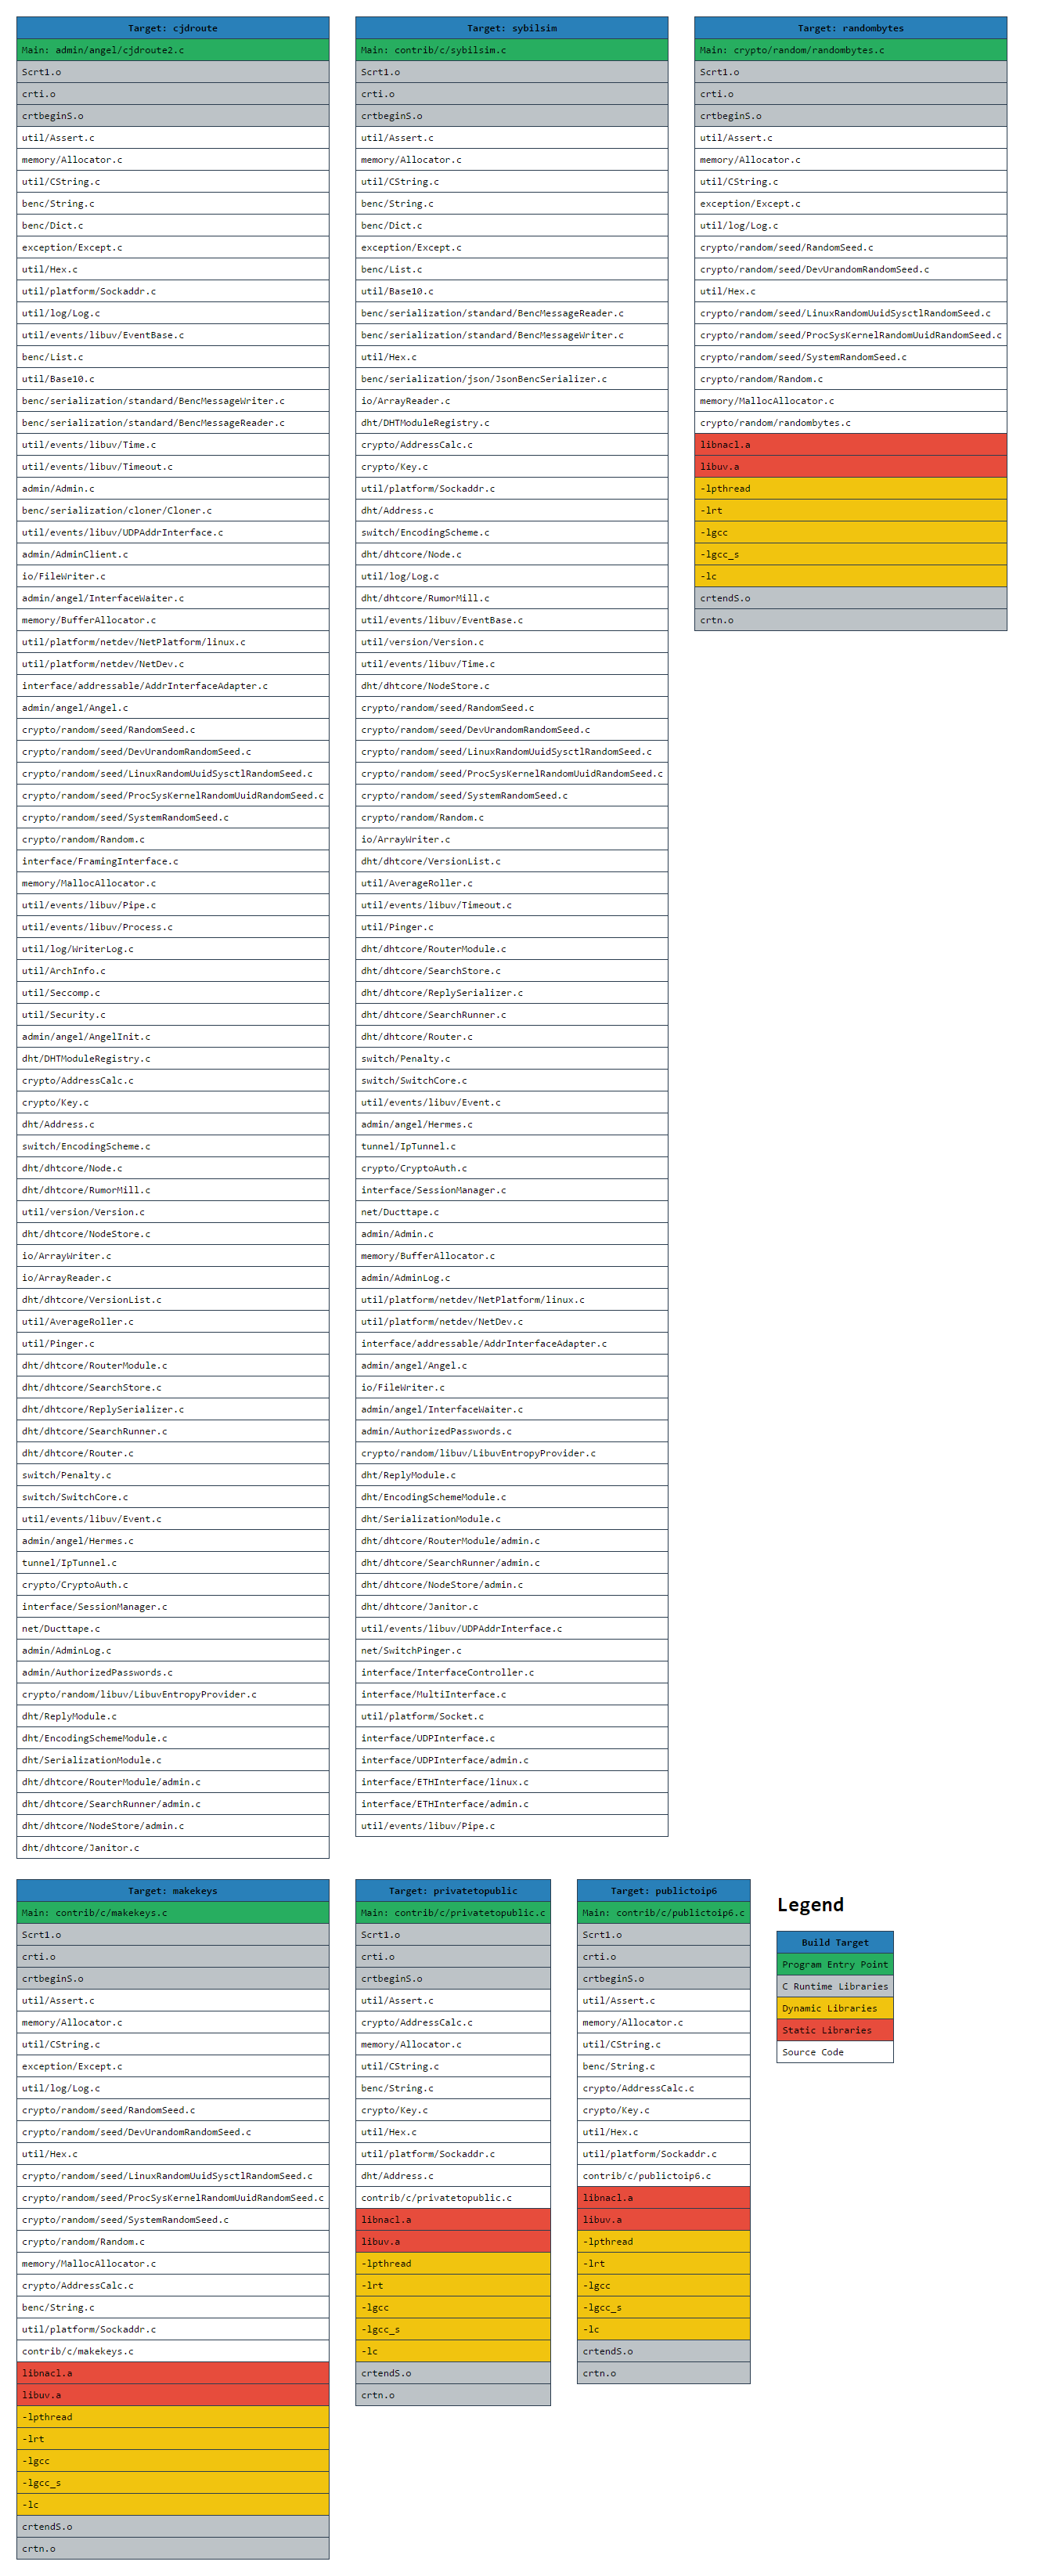 Target: cjdroute
Main: admin/angel/cjdroute2.c
Scrt1.o
crti.o
crtbeginS.o
util/Assert.c
memory/Allocator.c
util/CString.c
benc/String.c
benc/Dict.c
exception/Except.c
util/Hex.c
util/platform/Sockaddr.c
util/log/Log.c
util/events/libuv/EventBase.c
benc/List.c
util/Base10.c
benc/serialization/standard/BencMessageWriter.c
benc/serialization/standard/BencMessageReader.c
util/events/libuv/Time.c
util/events/libuv/Timeout.c
admin/Admin.c
benc/serialization/cloner/Cloner.c
util/events/libuv/UDPAddrInterface.c
admin/AdminClient.c
io/FileWriter.c
admin/angel/InterfaceWaiter.c
memory/BufferAllocator.c
util/platform/netdev/NetPlatform/linux.c
util/platform/netdev/NetDev.c
interface/addressable/AddrInterfaceAdapter.c
admin/angel/Angel.c
crypto/random/seed/RandomSeed.c
crypto/random/seed/DevUrandomRandomSeed.c
crypto/random/seed/LinuxRandomUuidSysctlRandomSeed.c
crypto/random/seed/ProcSysKernelRandomUuidRandomSeed.c
crypto/random/seed/SystemRandomSeed.c
crypto/random/Random.c
interface/FramingInterface.c
memory/MallocAllocator.c
util/events/libuv/Pipe.c
util/events/libuv/Process.c
util/log/WriterLog.c
util/ArchInfo.c
util/Seccomp.c
util/Security.c
admin/angel/AngelInit.c
dht/DHTModuleRegistry.c
crypto/AddressCalc.c
crypto/Key.c
dht/Address.c
switch/EncodingScheme.c
dht/dhtcore/Node.c
dht/dhtcore/RumorMill.c
util/version/Version.c
dht/dhtcore/NodeStore.c
io/ArrayWriter.c
io/ArrayReader.c
dht/dhtcore/VersionList.c
util/AverageRoller.c
util/Pinger.c
dht/dhtcore/RouterModule.c
dht/dhtcore/SearchStore.c
dht/dhtcore/ReplySerializer.c
dht/dhtcore/SearchRunner.c
dht/dhtcore/Router.c
switch/Penalty.c
switch/SwitchCore.c
util/events/libuv/Event.c
admin/angel/Hermes.c
tunnel/IpTunnel.c
crypto/CryptoAuth.c
interface/SessionManager.c
net/Ducttape.c
admin/AdminLog.c
admin/AuthorizedPasswords.c
crypto/random/libuv/LibuvEntropyProvider.c
dht/ReplyModule.c
dht/EncodingSchemeModule.c
dht/SerializationModule.c
dht/dhtcore/RouterModule/admin.c
dht/dhtcore/SearchRunner/admin.c
dht/dhtcore/NodeStore/admin.c
dht/dhtcore/Janitor.c
Target: sybilsim
Main: contrib/c/sybilsim.c
Scrt1.o
crti.o
crtbeginS.o
util/Assert.c
memory/Allocator.c
util/CString.c
benc/String.c
benc/Dict.c
exception/Except.c
benc/List.c
util/Base10.c
benc/serialization/standard/BencMessageReader.c
benc/serialization/standard/BencMessageWriter.c
util/Hex.c
benc/serialization/json/JsonBencSerializer.c
io/ArrayReader.c
dht/DHTModuleRegistry.c
crypto/AddressCalc.c
crypto/Key.c
util/platform/Sockaddr.c
dht/Address.c
switch/EncodingScheme.c
dht/dhtcore/Node.c
util/log/Log.c
dht/dhtcore/RumorMill.c
util/events/libuv/EventBase.c
util/version/Version.c
util/events/libuv/Time.c
dht/dhtcore/NodeStore.c
crypto/random/seed/RandomSeed.c
crypto/random/seed/DevUrandomRandomSeed.c
crypto/random/seed/LinuxRandomUuidSysctlRandomSeed.c
crypto/random/seed/ProcSysKernelRandomUuidRandomSeed.c
crypto/random/seed/SystemRandomSeed.c
crypto/random/Random.c
io/ArrayWriter.c
dht/dhtcore/VersionList.c
util/AverageRoller.c
util/events/libuv/Timeout.c
util/Pinger.c
dht/dhtcore/RouterModule.c
dht/dhtcore/SearchStore.c
dht/dhtcore/ReplySerializer.c
dht/dhtcore/SearchRunner.c
dht/dhtcore/Router.c
switch/Penalty.c
switch/SwitchCore.c
util/events/libuv/Event.c
admin/angel/Hermes.c
tunnel/IpTunnel.c
crypto/CryptoAuth.c
interface/SessionManager.c
net/Ducttape.c
admin/Admin.c
memory/BufferAllocator.c
admin/AdminLog.c
util/platform/netdev/NetPlatform/linux.c
util/platform/netdev/NetDev.c
interface/addressable/AddrInterfaceAdapter.c
admin/angel/Angel.c
io/FileWriter.c
admin/angel/InterfaceWaiter.c
admin/AuthorizedPasswords.c
crypto/random/libuv/LibuvEntropyProvider.c
dht/ReplyModule.c
dht/EncodingSchemeModule.c
dht/SerializationModule.c
dht/dhtcore/RouterModule/admin.c
dht/dhtcore/SearchRunner/admin.c
dht/dhtcore/NodeStore/admin.c
dht/dhtcore/Janitor.c
util/events/libuv/UDPAddrInterface.c
net/SwitchPinger.c
interface/InterfaceController.c
interface/MultiInterface.c
util/platform/Socket.c
interface/UDPInterface.c
interface/UDPInterface/admin.c
interface/ETHInterface/linux.c
interface/ETHInterface/admin.c
util/events/libuv/Pipe.c
Target: randombytes
Main: crypto/random/randombytes.c
Scrt1.o
crti.o
crtbeginS.o
util/Assert.c
memory/Allocator.c
util/CString.c
exception/Except.c
util/log/Log.c
crypto/random/seed/RandomSeed.c
crypto/random/seed/DevUrandomRandomSeed.c
util/Hex.c
crypto/random/seed/LinuxRandomUuidSysctlRandomSeed.c
crypto/random/seed/ProcSysKernelRandomUuidRandomSeed.c
crypto/random/seed/SystemRandomSeed.c
crypto/random/Random.c
memory/MallocAllocator.c
crypto/random/randombytes.c
libnacl.a
libuv.a
-lpthread
-lrt
-lgcc
-lgcc_s
-lc
crtendS.o
crtn.o
Target: makekeys
Main: contrib/c/makekeys.c
Scrt1.o
crti.o
crtbeginS.o
util/Assert.c
memory/Allocator.c
util/CString.c
exception/Except.c
util/log/Log.c
crypto/random/seed/RandomSeed.c
crypto/random/seed/DevUrandomRandomSeed.c
util/Hex.c
crypto/random/seed/LinuxRandomUuidSysctlRandomSeed.c
crypto/random/seed/ProcSysKernelRandomUuidRandomSeed.c
crypto/random/seed/SystemRandomSeed.c
crypto/random/Random.c
memory/MallocAllocator.c
crypto/AddressCalc.c
benc/String.c
util/platform/Sockaddr.c
contrib/c/makekeys.c
libnacl.a
libuv.a
-lpthread
-lrt
-lgcc
-lgcc_s
-lc
crtendS.o
crtn.o
Target: privatetopublic
Main: contrib/c/privatetopublic.c
Scrt1.o
crti.o
crtbeginS.o
util/Assert.c
crypto/AddressCalc.c
memory/Allocator.c
util/CString.c
benc/String.c
crypto/Key.c
util/Hex.c
util/platform/Sockaddr.c
dht/Address.c
contrib/c/privatetopublic.c
libnacl.a
libuv.a
-lpthread
-lrt
-lgcc
-lgcc_s
-lc
crtendS.o
crtn.o
Target: publictoip6
Main: contrib/c/publictoip6.c
Scrt1.o
crti.o
crtbeginS.o
util/Assert.c
memory/Allocator.c
util/CString.c
benc/String.c
crypto/AddressCalc.c
crypto/Key.c
util/Hex.c
util/platform/Sockaddr.c
contrib/c/publictoip6.c
libnacl.a
libuv.a
-lpthread
-lrt
-lgcc
-lgcc_s
-lc
crtendS.o
crtn.o
Legend
Build Target
Program Entry Point
C Runtime Libraries
Dynamic Libraries
Static Libraries
Source Code